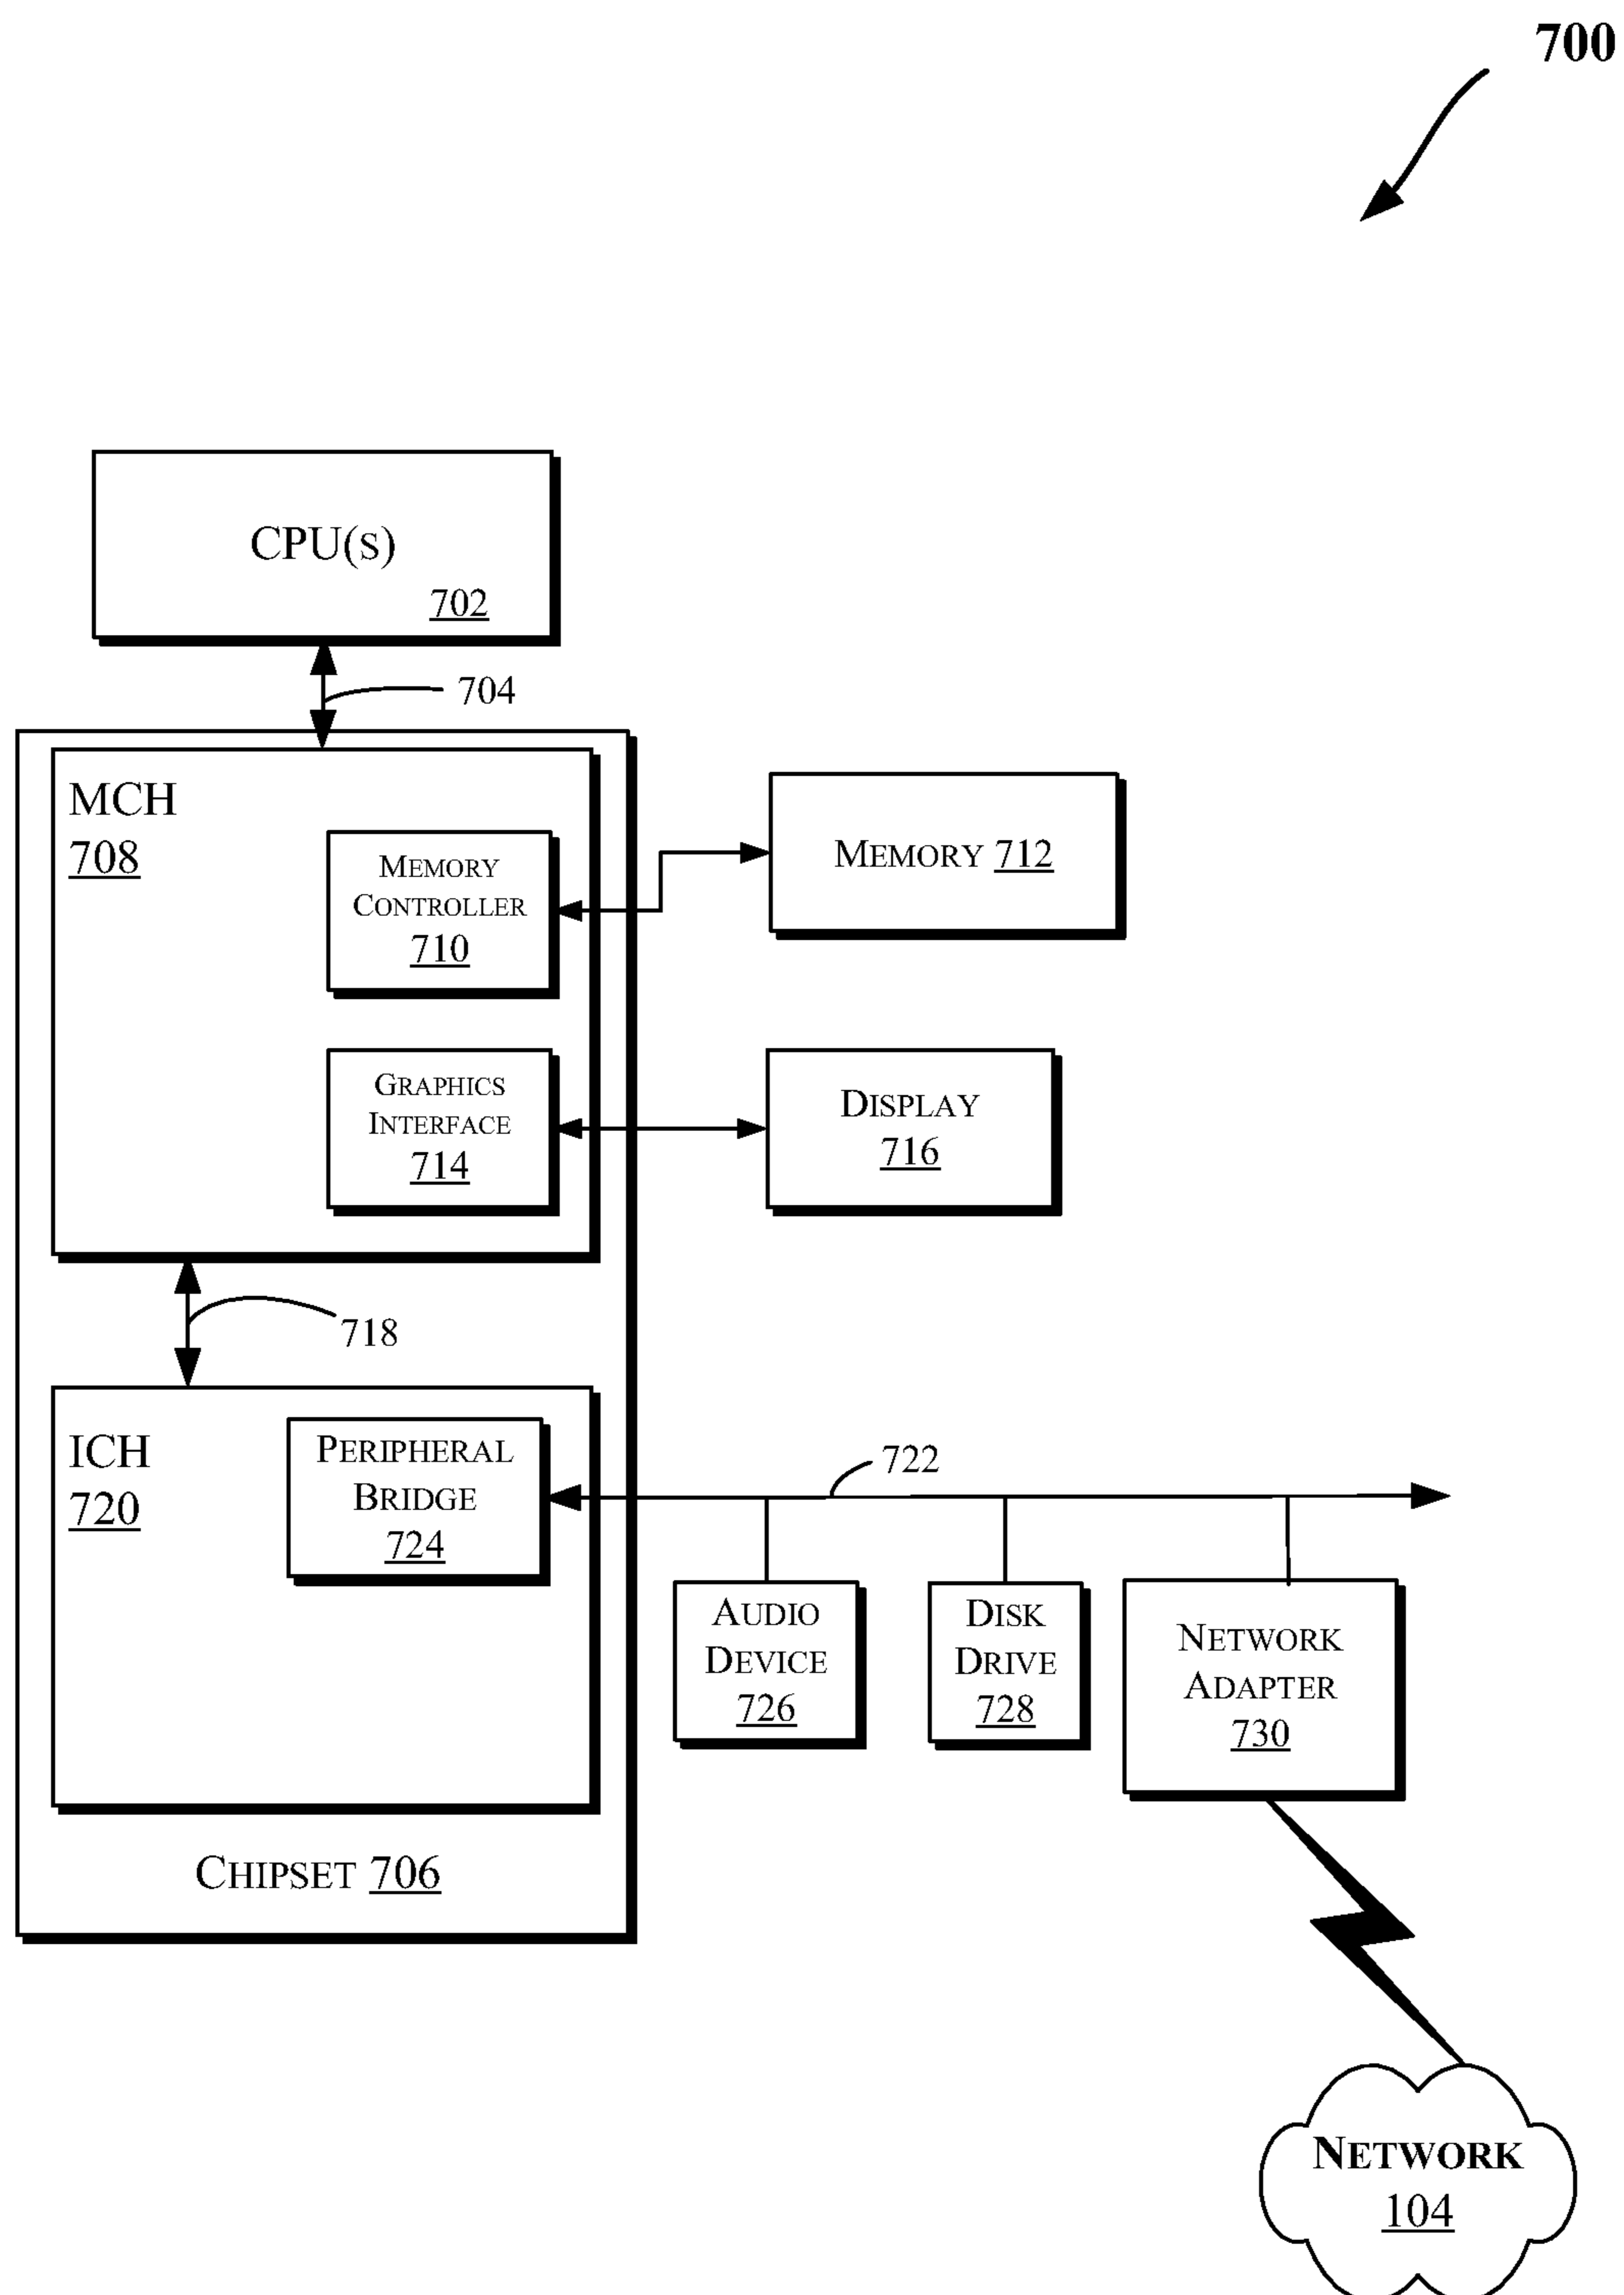 700
CPU(S)
702
704
MCH
708
MEMORY
CONTROLLER
710
MEMORY 712
GRAPHICS
INTERFACE
714
DISPLAY
716
718
ICH
720
PERIPHERAL
BRIDGE
724
722
AUDIO
DEVICE
726
DISK
DRIVE
728
NETWORK
ADAPTER
730
CHIPSET 706
NETWORK
104